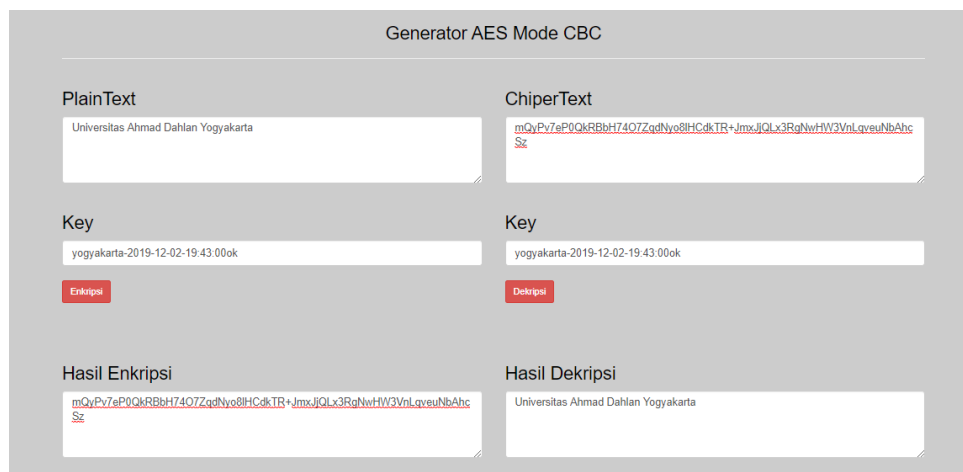 Generator AES Mode CBC
PlainText
Universitas Ahmad Dahlan Yogyakarta
Key
yogyakarta-2019-12-02-19:43:00ok
Enkripsi
Hasil Enkripsi
mQyPv7eP0QkRBbH74O7ZqdNyo8lHCdkTR+JmxJjQLx3RgNwHW3VnLqveuNbAhc
Sz
ChiperText
mQyPv7eP0QkRBbH74O7ZqdNyo8lHCdkTR+JmxJjQLx3RgNwHW3VnLqveuNbAhc
Sz
Key
yogyakarta-2019-12-02-19:43:00ok
Dekripsi
Hasil Dekripsi
Universitas Ahmad Dahlan Yogyakarta